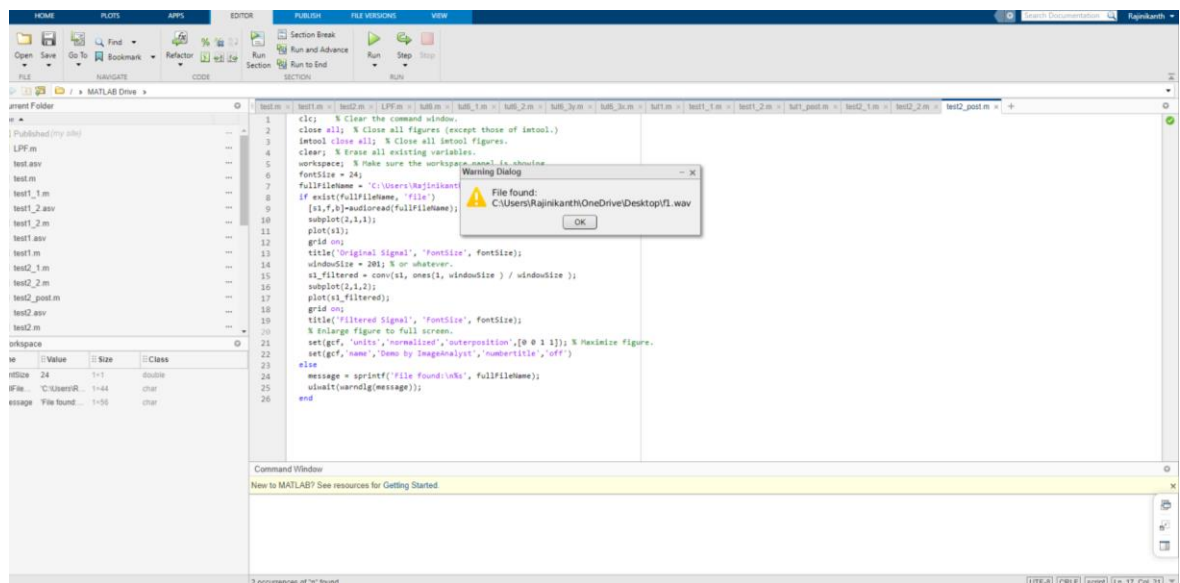 HOME PLOTS APPS EDITOR PUBLISH FILE VERSIONS VIEW Search Documentation Rajinikanth
Open Save Go To Find Bookmark Refactor Run Section Section Break Run and Advance Run to End Run Step Stop
FILE NAVIGATE CODE SECTION RUN
/ MATLAB Drive
urrent Folder
test.m test1.m test2.m LPF.m tut6.m tut6_1.m tut6_2.m tut6_3y.m tut6_3c.m tut1.m test1_1.m test1_2.m tut1_post.m test2_1.m test2_2.m test2_post.m
Published (my site)
LPF.m
test.asv
test.m
test1_1.m
test1_2.asv
test1_2.m
test1.asv
test1.m
test2_1.m
test2_2.m
test2_post.m
test2.asv
test2.m
orkspace
Value Size Class
ntSize 24 1×1 double
lFile... 'C:\Users\R... 1×44 char
essage 'File found:... 1×56 char
1 clc; % Clear the command window.
2 close all; % Close all figures (except those of imtool.)
3 imtool close all; % Close all imtool figures.
4 clear; % Erase all existing variables.
5 workspace; % Make sure the workspace panel is showing.
6 fontSize = 24;
7 fullFileName = 'C:\Users\Rajinikant
8 if exist(fullFileName, 'file')
9 [s1,f,b]=audioread(fullFileName);
10 subplot(2,1,1);
11 plot(s1);
12 grid on;
13 title('Original Signal', 'FontSize', fontSize);
14 windowSize = 201; % or whatever.
15 s1_filtered = conv(s1, ones(1, windowSize ) / windowSize );
16 subplot(2,1,2);
17 plot(s1_filtered);
18 grid on;
19 title('Filtered Signal', 'FontSize', fontSize);
20 % Enlarge figure to full screen.
21 set(gcf, 'units','normalized','outerposition',[0 0 1 1]); % Maximize figure.
22 set(gcf,'name','Demo by ImageAnalyst','numbertitle','off')
23 else
24 message = sprintf('File found:\n%s', fullFileName);
25 uiwait(warndlg(message));
26 end
Warning Dialog
File found:
C:\Users\Rajinikanth\OneDrive\Desktop\f1.wav
OK
Command Window
New to MATLAB? See resources for Getting Started.
UTF-8 CRLF script Ln 17 Col 21